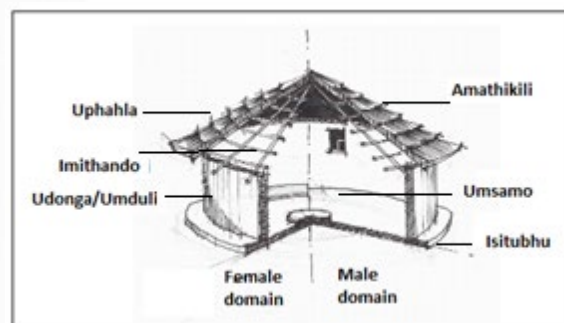 Amathikili
Uphahla
Imithando
Udonga/Umduli
Umsamo
Isitubhu
Female
domain
Male
domain